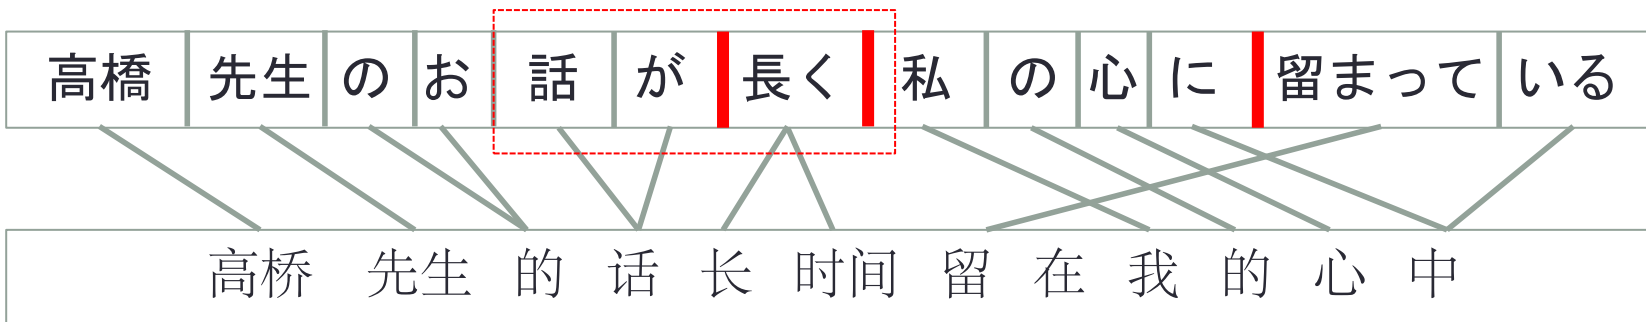 高橋 先生 の お 話 が 長く 私 の 心 に 留まって いる
高桥 先生 的 话 长 时间 留 在 我 的 心 中